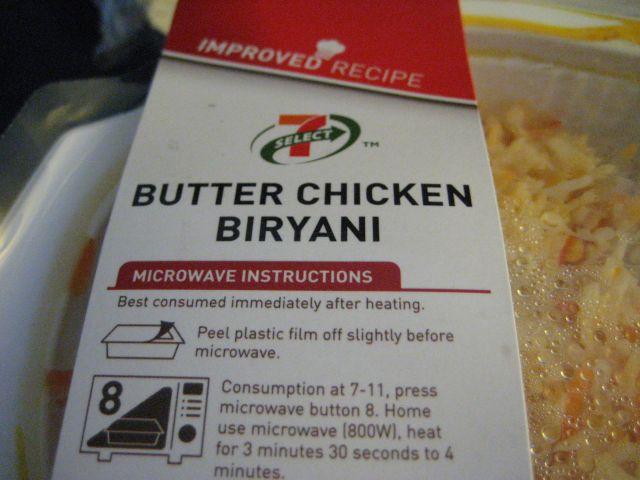 IMPROVED RECIPE
7
SELECT™
BUTTER CHICKEN
BIRYANI
MICROWAVE INSTRUCTIONS
Best consumed immediately after heating.
Peel plastic film off slightly before
microwave.
8
Consumption at 7-11, press
microwave button 8. Home
use microwave (800W), heat
for 3 minutes 30 seconds to 4
minutes.